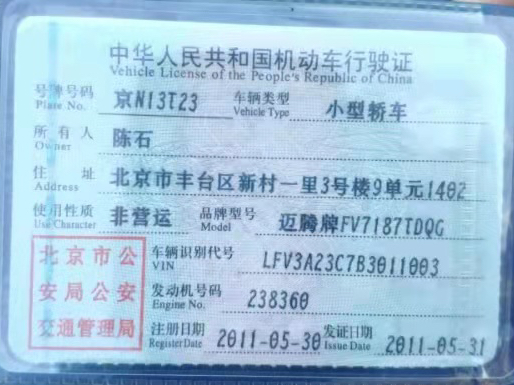 中华人民共和国机动车行驶证
Vehicle License of the People's Republic of China
号牌号码 京N13T23 车辆类型 小型轿车
Plate No. Vehicle Type
所有人 陈石
Owner
住址 北京市丰台区新村一里3号楼9单元1402
Address
使用性质 非营运 品牌型号 迈腾牌FV7187TDQG
Use Character Model
北京市公 车辆识别代号 LFV3A23C7B3011003
VIN
安局公安 发动机号码 238360
Engine No.
交通管理局 注册日期 2011-05-30 发证日期 2011-05-31
Register Date Issue Date